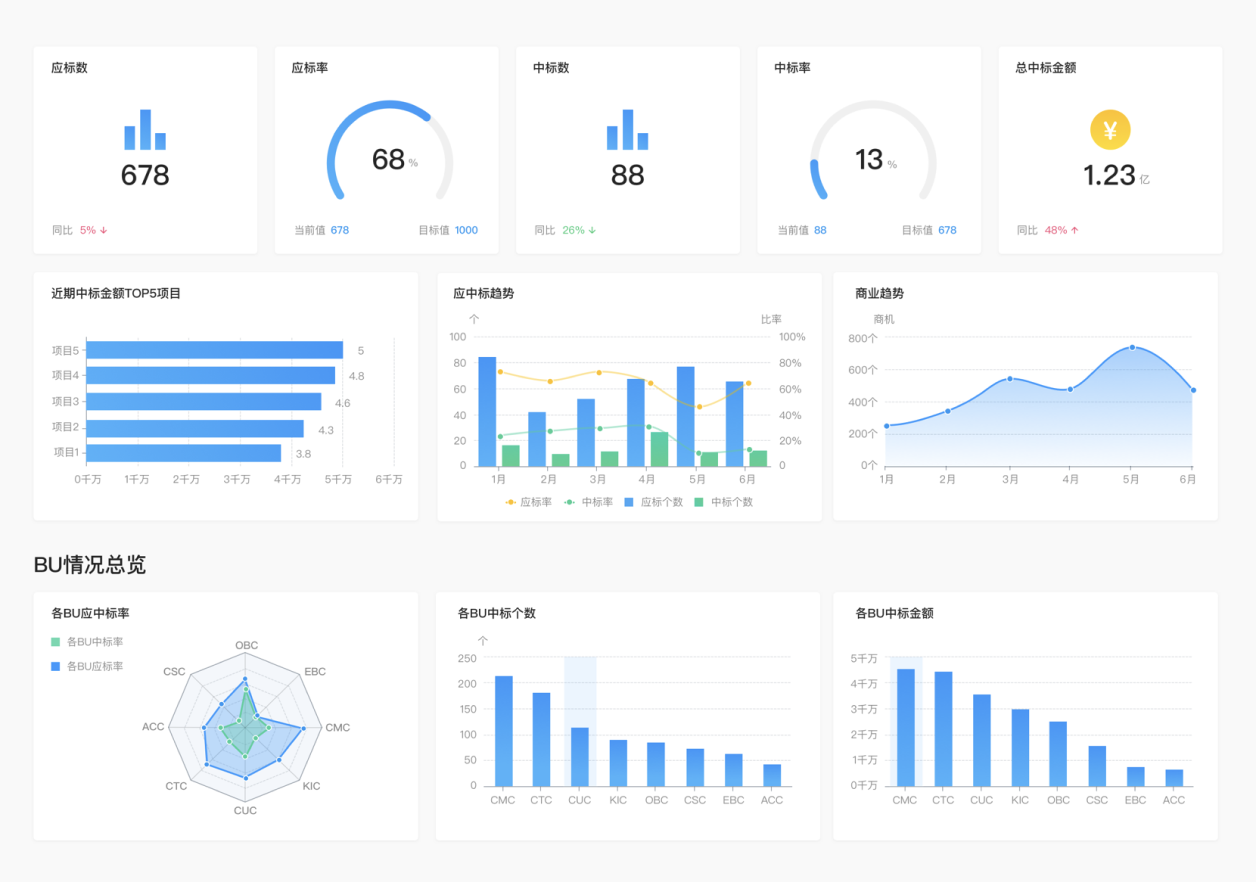 应标数
678
同比 5% ↓
应标率
68 %
当前值 678 目标值 1000
中标数
88
同比 26% ↓
中标率
13 %
当前值 88 目标值 678
总中标金额
¥
1.23 亿
同比 48% ↑
近期中标金额TOP5项目
项目5 5
项目4 4.8
项目3 4.6
项目2 4.3
项目1 3.8
0千万 1千万 2千万 3千万 4千万 5千万 6千万
应中标趋势
个 比率
100 100%
80 80%
60 60%
40 40%
20 20%
0 0
1月 2月 3月 4月 5月 6月
应标率 中标率 应标个数 中标个数
商业趋势
商机
800个
600个
400个
200个
0个
1月 2月 3月 4月 5月 6月
BU情况总览
各BU应中标率
各BU中标率
各BU应标率
OBC
CSC EBC
ACC CMC
CTC KIC
CUC
各BU中标个数
个
250
200
150
100
50
0
CMC CTC CUC KIC OBC CSC EBC ACC
各BU中标金额
5千万
4千万
3千万
2千万
1千万
0千万
CMC CTC CUC KIC OBC CSC EBC ACC